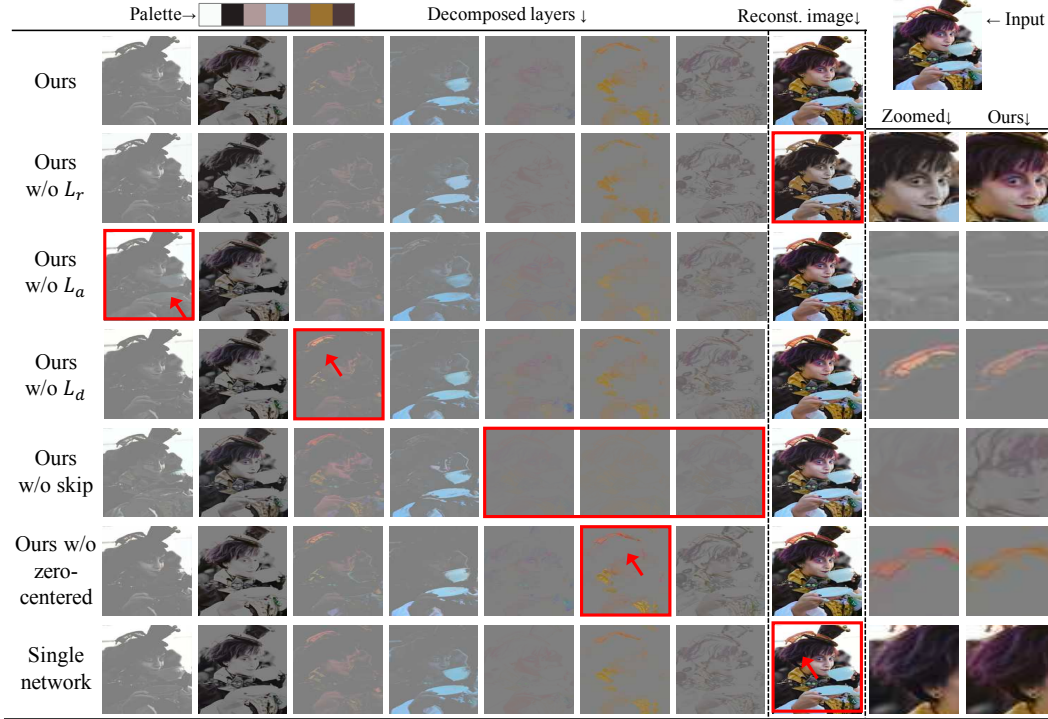 Palette→
Decomposed layers ↓
Reconst. image↓
← Input
Ours
Zoomed↓
Ours↓
Ours
w/o L_r
Ours
w/o L_a
Ours
w/o L_d
Ours
w/o skip
Ours w/o
zero-
centered
Single
network